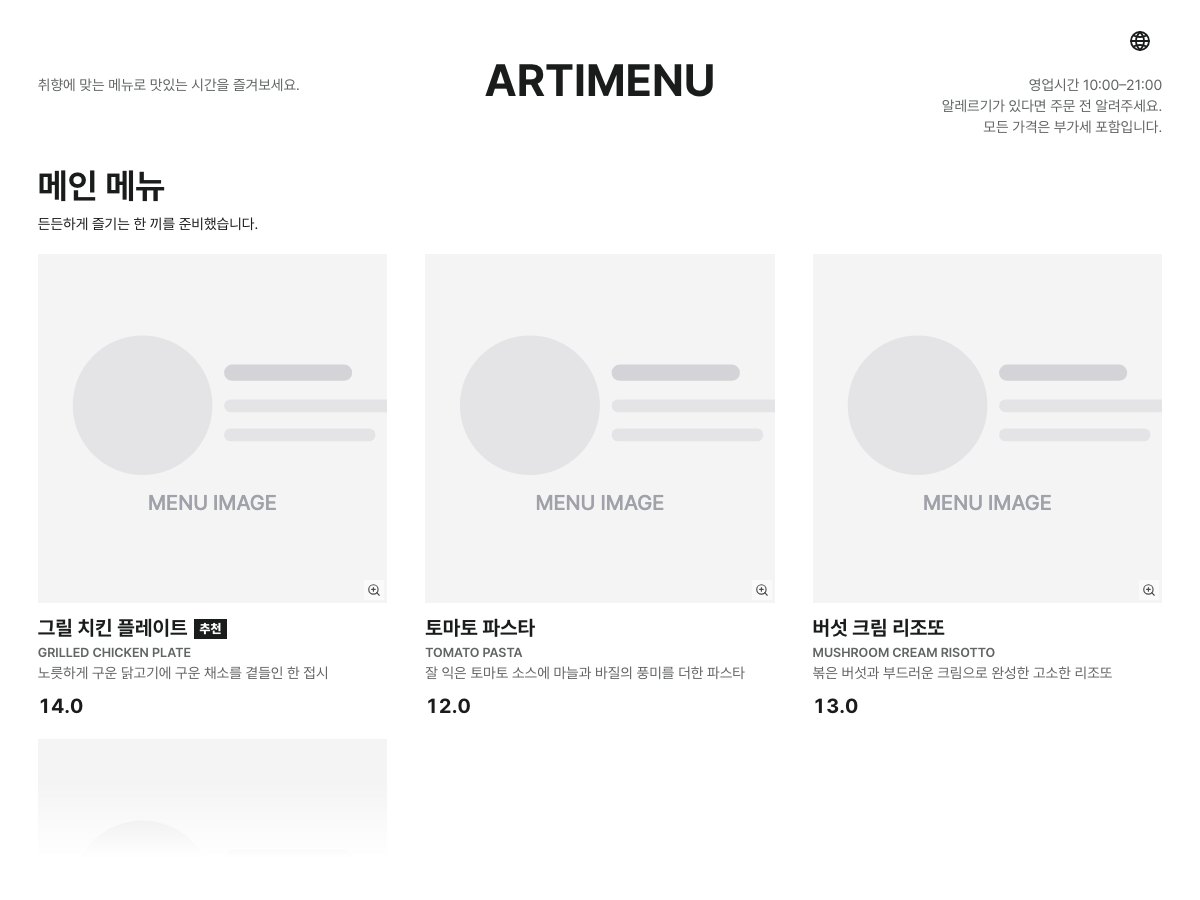 취향에 맞는 메뉴로 맛있는 시간을 즐겨보세요.
ARTIMENU
영업시간 10:00–21:00
알레르기가 있다면 주문 전 알려주세요.
모든 가격은 부가세 포함입니다.
메인 메뉴
든든하게 즐기는 한 끼를 준비했습니다.
MENU IMAGE
그릴 치킨 플레이트 추천
GRILLED CHICKEN PLATE
노릇하게 구운 닭고기에 구운 채소를 곁들인 한 접시
14.0
MENU IMAGE
토마토 파스타
TOMATO PASTA
잘 익은 토마토 소스에 마늘과 바질의 풍미를 더한 파스타
12.0
MENU IMAGE
버섯 크림 리조또
MUSHROOM CREAM RISOTTO
볶은 버섯과 부드러운 크림으로 완성한 고소한 리조또
13.0